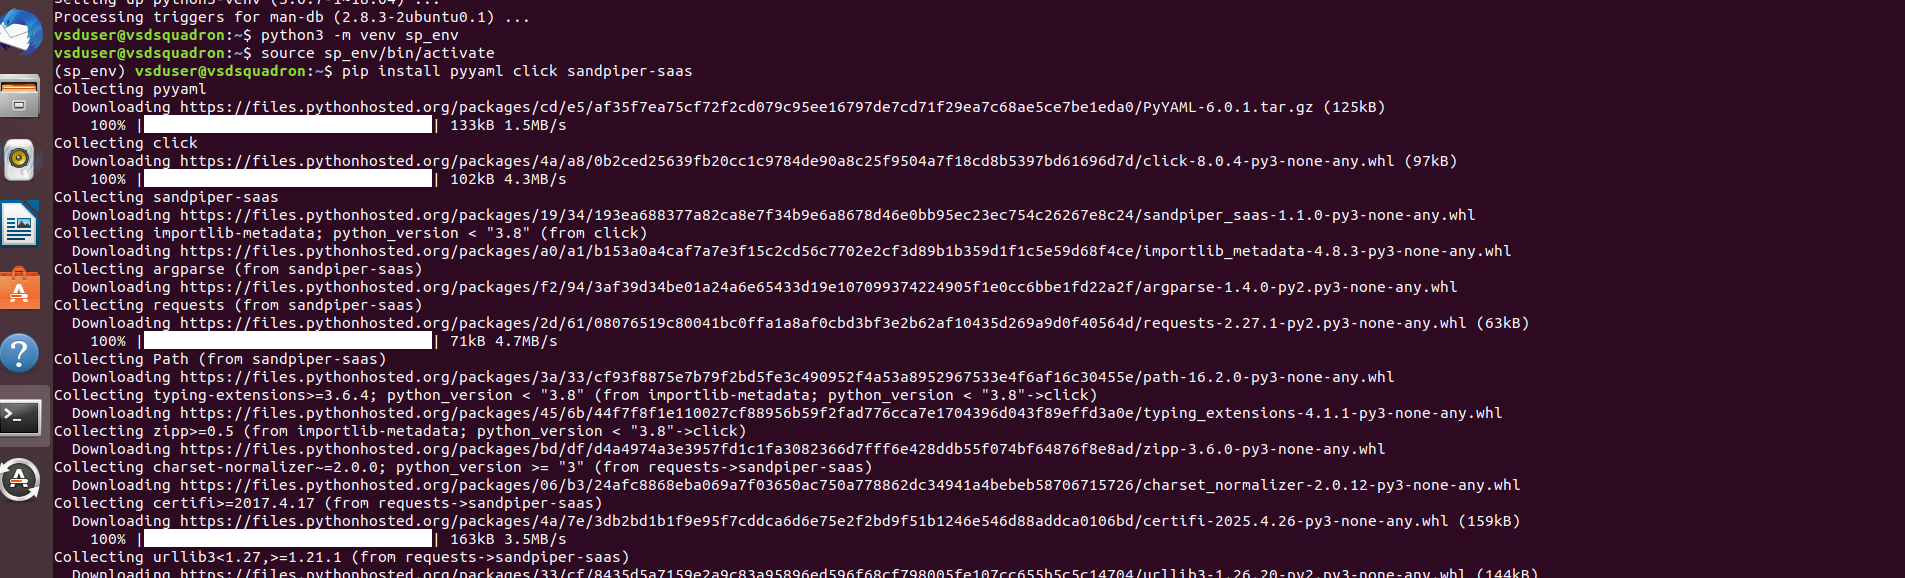 Setting up python3-venv (3.6.7-1~18.04) ...
Processing triggers for man-db (2.8.3-2ubuntu0.1) ...
vsduser@vsdsquadron:~$ python3 -m venv sp_env
vsduser@vsdsquadron:~$ source sp_env/bin/activate
(sp_env) vsduser@vsdsquadron:~$ pip install pyyaml click sandpiper-saas
Collecting pyyaml
  Downloading https://files.pythonhosted.org/packages/cd/e5/af35f7ea75cf72f2cd079c95ee16797de7cd71f29ea7c68ae5ce7be1eda0/PyYAML-6.0.1.tar.gz (125kB)
    100% |████████████████████████████████| 133kB 1.5MB/s
Collecting click
  Downloading https://files.pythonhosted.org/packages/4a/a8/0b2ced25639fb20cc1c9784de90a8c25f9504a7f18cd8b5397bd61696d7d/click-8.0.4-py3-none-any.whl (97kB)
    100% |████████████████████████████████| 102kB 4.3MB/s
Collecting sandpiper-saas
  Downloading https://files.pythonhosted.org/packages/19/34/193ea688377a82ca8e7f34b9e6a8678d46e0bb95ec23ec754c26267e8c24/sandpiper_saas-1.1.0-py3-none-any.whl
Collecting importlib-metadata; python_version < "3.8" (from click)
  Downloading https://files.pythonhosted.org/packages/a0/a1/b153a0a4caf7a7e3f15c2cd56c7702e2cf3d89b1b359d1f1c5e59d68f4ce/importlib_metadata-4.8.3-py3-none-any.whl
Collecting argparse (from sandpiper-saas)
  Downloading https://files.pythonhosted.org/packages/f2/94/3af39d34be01a24a6e65433d19e107099374224905f1e0cc6bbe1fd22a2f/argparse-1.4.0-py2.py3-none-any.whl
Collecting requests (from sandpiper-saas)
  Downloading https://files.pythonhosted.org/packages/2d/61/08076519c80041bc0ffa1a8af0cbd3bf3e2b62af10435d269a9d0f40564d/requests-2.27.1-py2.py3-none-any.whl (63kB)
    100% |████████████████████████████████| 71kB 4.7MB/s
Collecting Path (from sandpiper-saas)
  Downloading https://files.pythonhosted.org/packages/3a/33/cf93f8875e7b79f2bd5fe3c490952f4a53a8952967533e4f6af16c30455e/path-16.2.0-py3-none-any.whl
Collecting typing-extensions>=3.6.4; python_version < "3.8" (from importlib-metadata; python_version < "3.8"->click)
  Downloading https://files.pythonhosted.org/packages/45/6b/44f7f8f1e110027cf88956b59f2fad776cca7e1704396d043f89effd3a0e/typing_extensions-4.1.1-py3-none-any.whl
Collecting zipp>=0.5 (from importlib-metadata; python_version < "3.8"->click)
  Downloading https://files.pythonhosted.org/packages/bd/df/d4a4974a3e3957fd1c1fa3082366d7fff6e428ddb55f074bf64876f8e8ad/zipp-3.6.0-py3-none-any.whl
Collecting charset-normalizer~=2.0.0; python_version >= "3" (from requests->sandpiper-saas)
  Downloading https://files.pythonhosted.org/packages/06/b3/24afc8868eba069a7f03650ac750a778862dc34941a4bebeb58706715726/charset_normalizer-2.0.12-py3-none-any.whl
Collecting certifi>=2017.4.17 (from requests->sandpiper-saas)
  Downloading https://files.pythonhosted.org/packages/4a/7e/3db2bd1b1f9e95f7cddca6d6e75e2f2bd9f51b1246e546d88addca0106bd/certifi-2025.4.26-py3-none-any.whl (159kB)
    100% |████████████████████████████████| 163kB 3.5MB/s
Collecting urllib3<1.27,>=1.21.1 (from requests->sandpiper-saas)
  Downloading https://files.pythonhosted.org/packages/33/cf/8435d5a7159e2a9c83a95896ed596f68cf798005fe107cc655b5c5c14704/urllib3-1.26.20-py2.py3-none-any.whl (144kB)